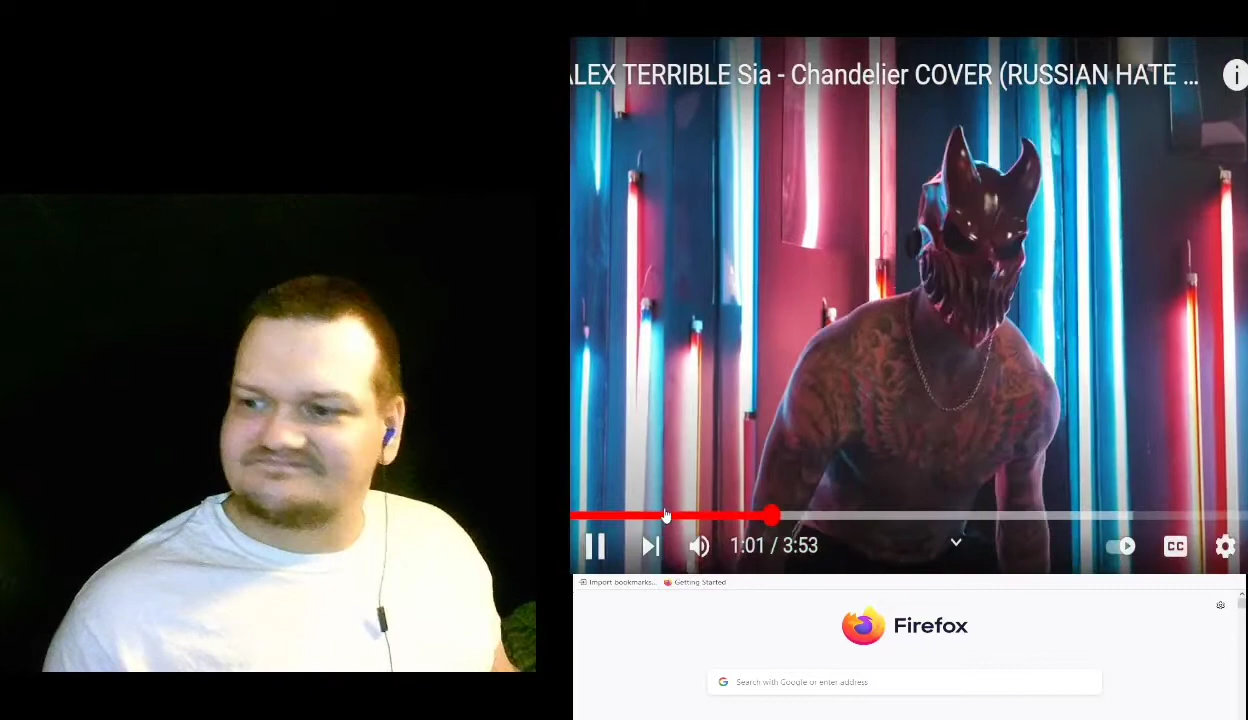 ALEX TERRIBLE Sia - Chandelier COVER (RUSSIAN HATE ...
i
1:01 / 3:53
CC
Import bookmarks...
Getting Started
Firefox
G Search with Google or enter address